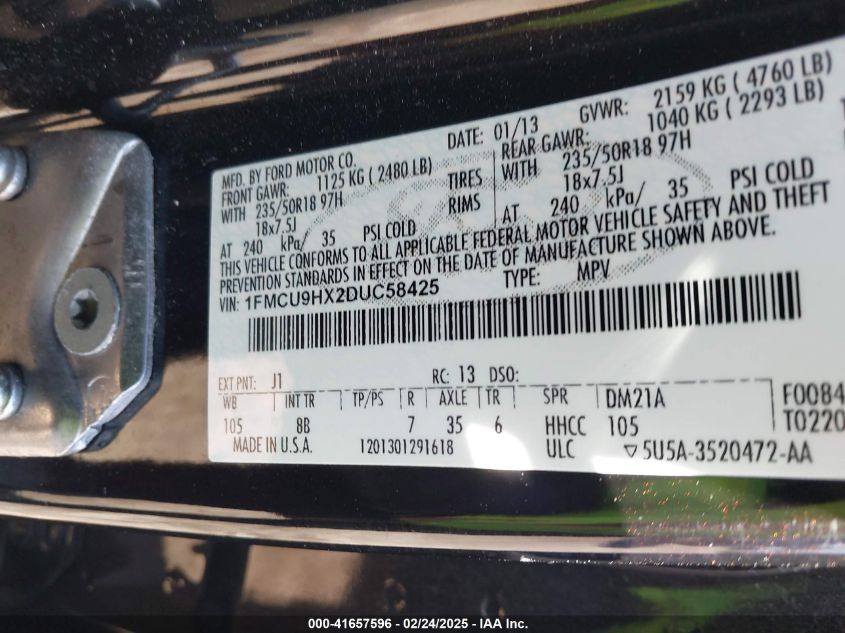 MFD. BY FORD MOTOR CO. DATE: 01/13 GVWR: 2159 KG ( 4760 LB)
FRONT GAWR: 1125 KG ( 2480 LB) REAR GAWR: 1040 KG ( 2293 LB)
WITH 235/50R18 97H TIRES WITH 235/50R18 97H
18x7.5J RIMS 18x7.5J
AT 240 kPa/ 35 PSI COLD AT 240 kPa/ 35 PSI COLD
THIS VEHICLE CONFORMS TO ALL APPLICABLE FEDERAL MOTOR VEHICLE SAFETY AND THEFT
PREVENTION STANDARDS IN EFFECT ON THE DATE OF MANUFACTURE SHOWN ABOVE.
VIN: 1FMCU9HX2DUC58425 TYPE: MPV
EXT PNT: J1 RC: 13 DSO:
WB INT TR TP/PS R AXLE TR SPR DM21A F0084
105 8B 7 35 6 HHCC 105 T0220
MADE IN U.S.A. 1201301291618 ULC ▽5U5A-3520472-AA
000-41657596 - 02/24/2025 - IAA Inc.